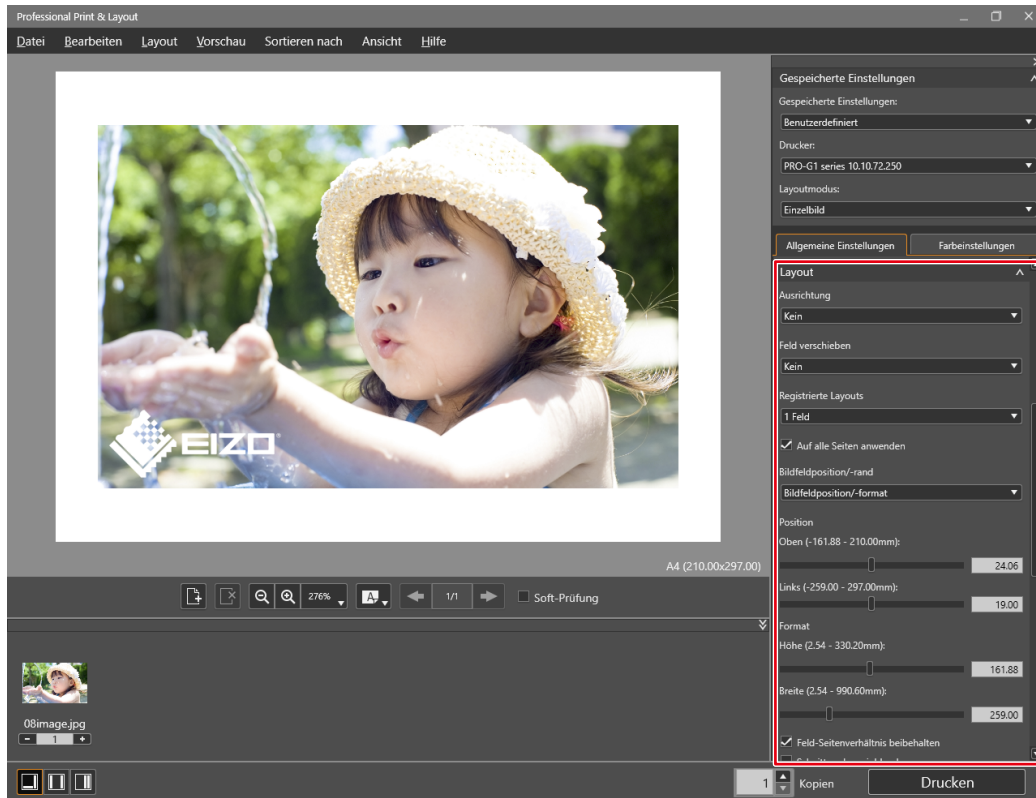 Professional Print & Layout
Datei Bearbeiten Layout Vorschau Sortieren nach Ansicht Hilfe
EIZO
A4 (210.00x297.00)
276%
A
1/1
Soft-Prüfung
08image.jpg
- 1 +
Gespeicherte Einstellungen
Gespeicherte Einstellungen:
Benutzerdefiniert
Drucker:
PRO-G1 series 10.10.72.250
Layoutmodus:
Einzelbild
Allgemeine Einstellungen Farbeinstellungen
Layout
Ausrichtung
Kein
Feld verschieben
Kein
Registrierte Layouts
1 Feld
Auf alle Seiten anwenden
Bildfeldposition/-rand
Bildfeldposition/-format
Position
Oben (-161.88 - 210.00mm):
24.06
Links (-259.00 - 297.00mm):
19.00
Format
Höhe (2.54 - 330.20mm):
161.88
Breite (2.54 - 990.60mm):
259.00
Feld-Seitenverhältnis beibehalten
1 Kopien Drucken